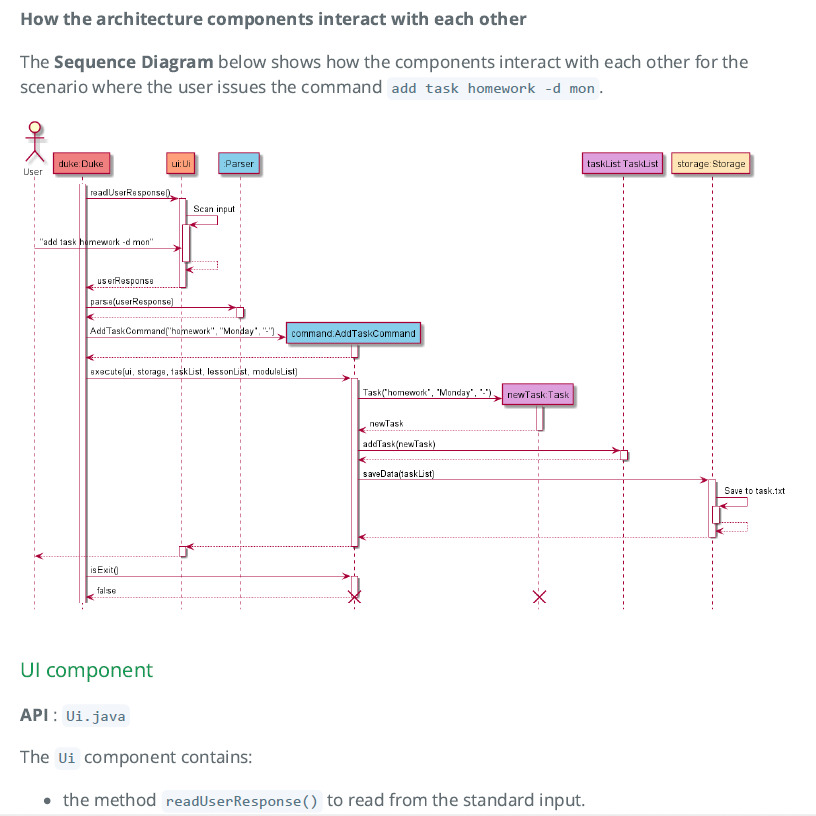 How the architecture components interact with each other
The Sequence Diagram below shows how the components interact with each other for the
scenario where the user issues the command add task homework -d mon.
User
duke:Duke
ui:Ui
:Parser
taskList:TaskList
storage:Storage
readUserResponse()
Scan input
"add task homework -d mon"
userResponse
parse(userResponse)
AddTaskCommand("homework", "Monday", "-")
command:AddTaskCommand
execute(ui, storage, taskList, lessonList, moduleList)
Task("homework", "Monday", "-")
newTask:Task
newTask
addTask(newTask)
saveData(taskList)
Save to task.txt
isExit()
false
UI component
API : Ui.java
The Ui component contains:
• the method readUserResponse() to read from the standard input.